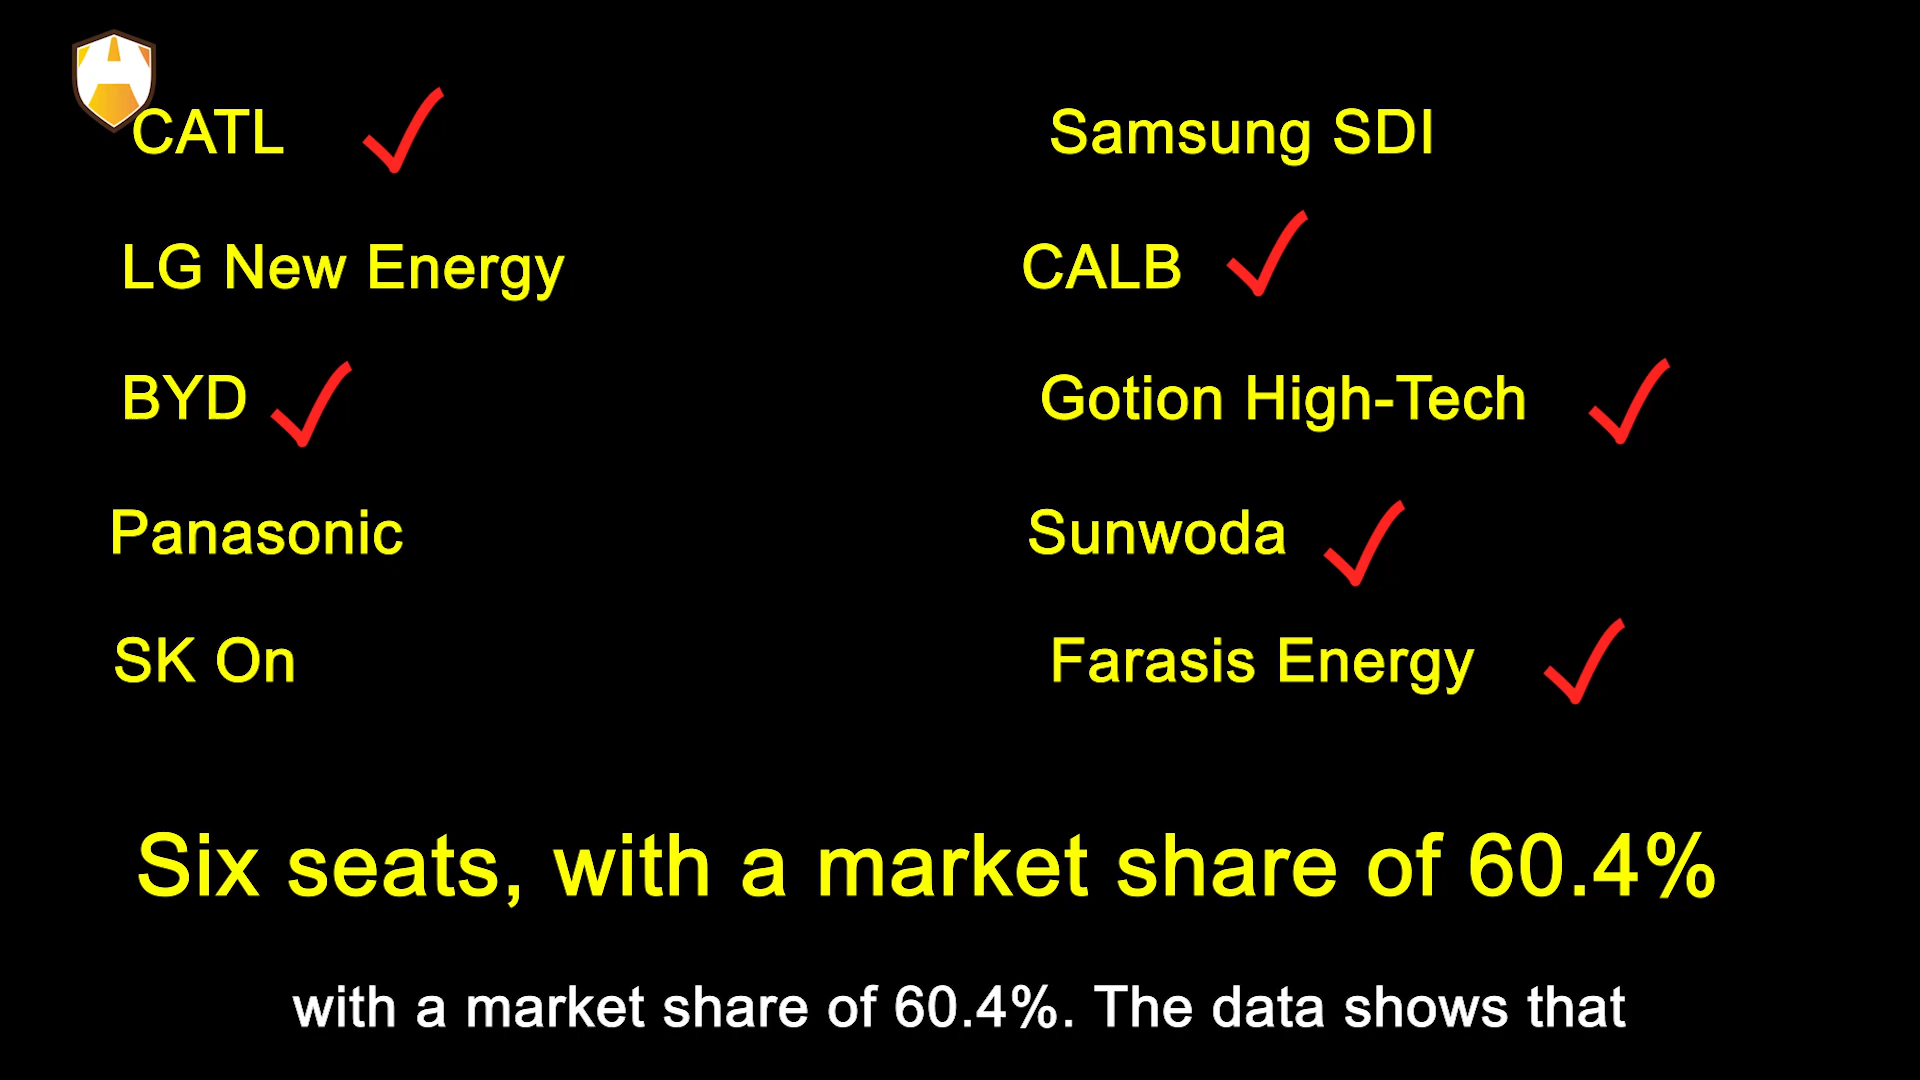 CATL
Samsung SDI
LG New Energy
CALB
BYD
Gotion High-Tech
Panasonic
Sunwoda
SK On
Farasis Energy
Six seats, with a market share of 60.4%
with a market share of 60.4%. The data shows that